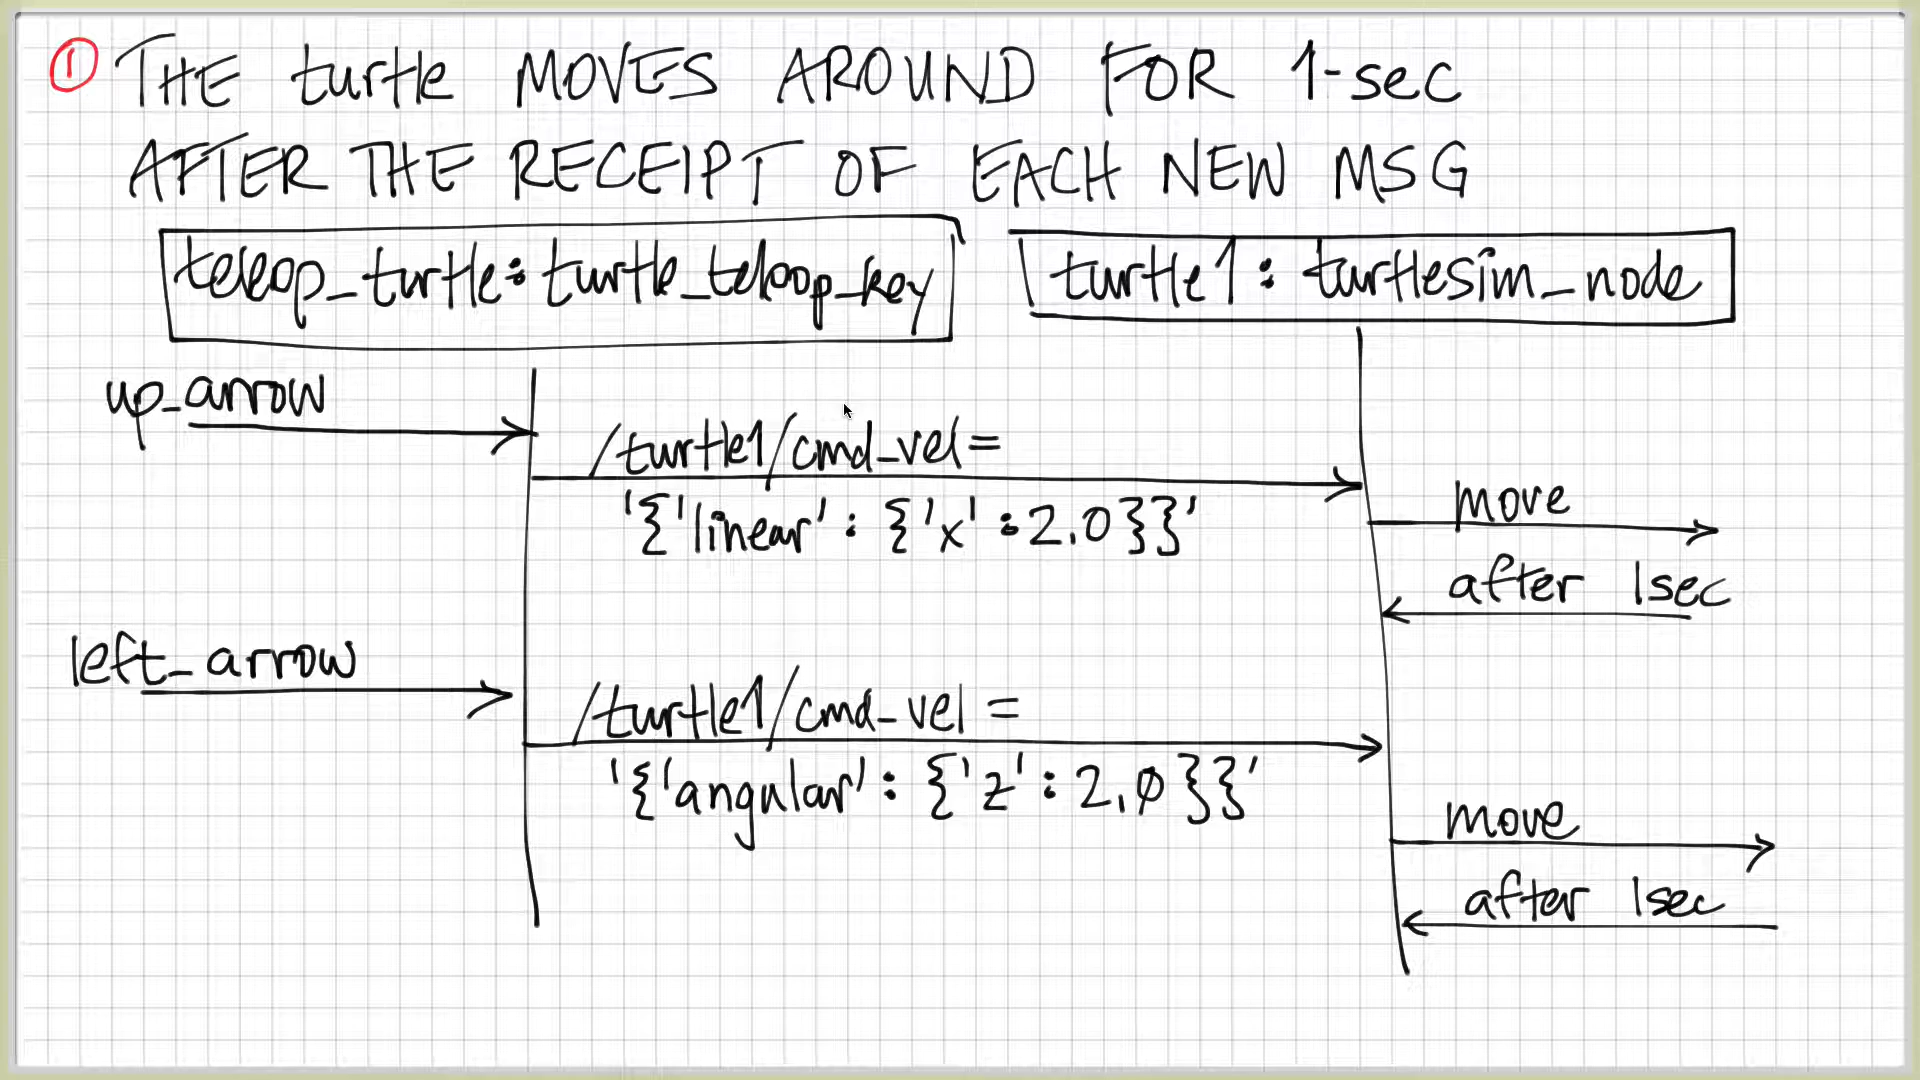 ① THE turtle MOVES AROUND FOR 1-sec
AFTER THE RECEIPT OF EACH NEW MSG
teleop_turtle: turtle_teleop_key
turtle1: turtlesim_node
up_arrow
/turtle1/cmd_vel=
'{'linear': {'x':2.0}}'
move
after 1sec
left_arrow
/turtle1/cmd_vel =
'{'angular': {'z': 2.0}}'
move
after 1sec